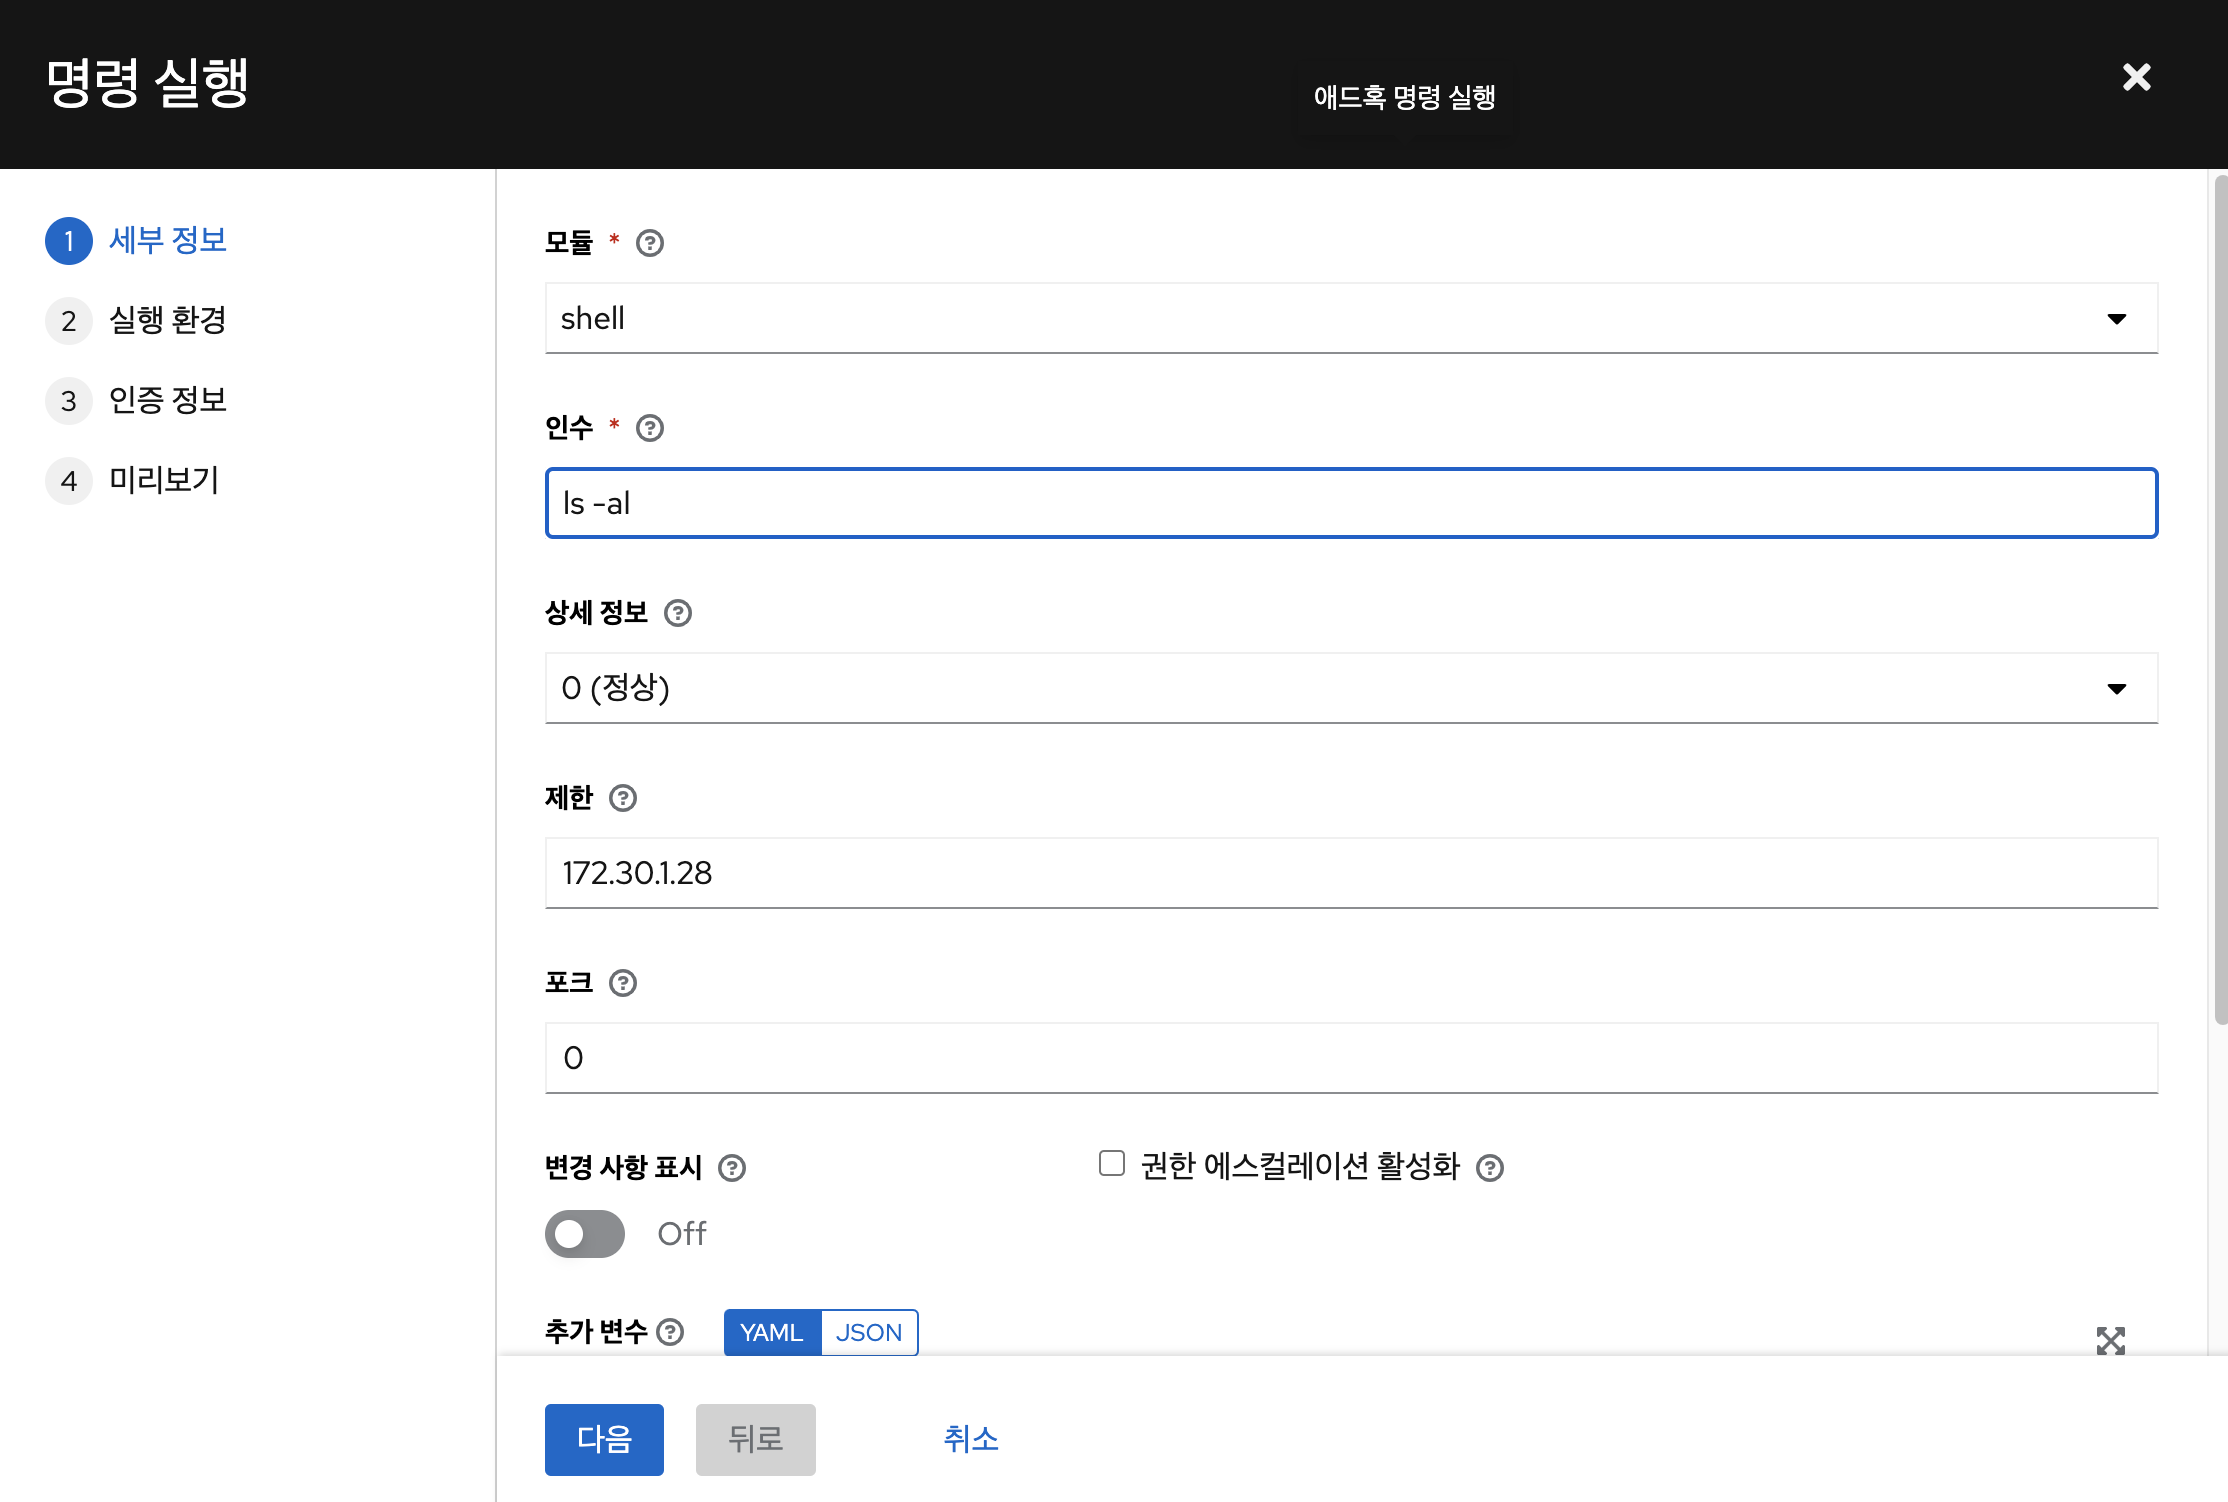 명령 실행
애드혹 명령 실행
1 세부 정보
2 실행 환경
3 인증 정보
4 미리보기
모듈 *
shell
인수 *
ls -al
상세 정보
0 (정상)
제한
172.30.1.28
포크
0
변경 사항 표시
권한 에스컬레이션 활성화
Off
추가 변수 YAML JSON
다음 뒤로 취소